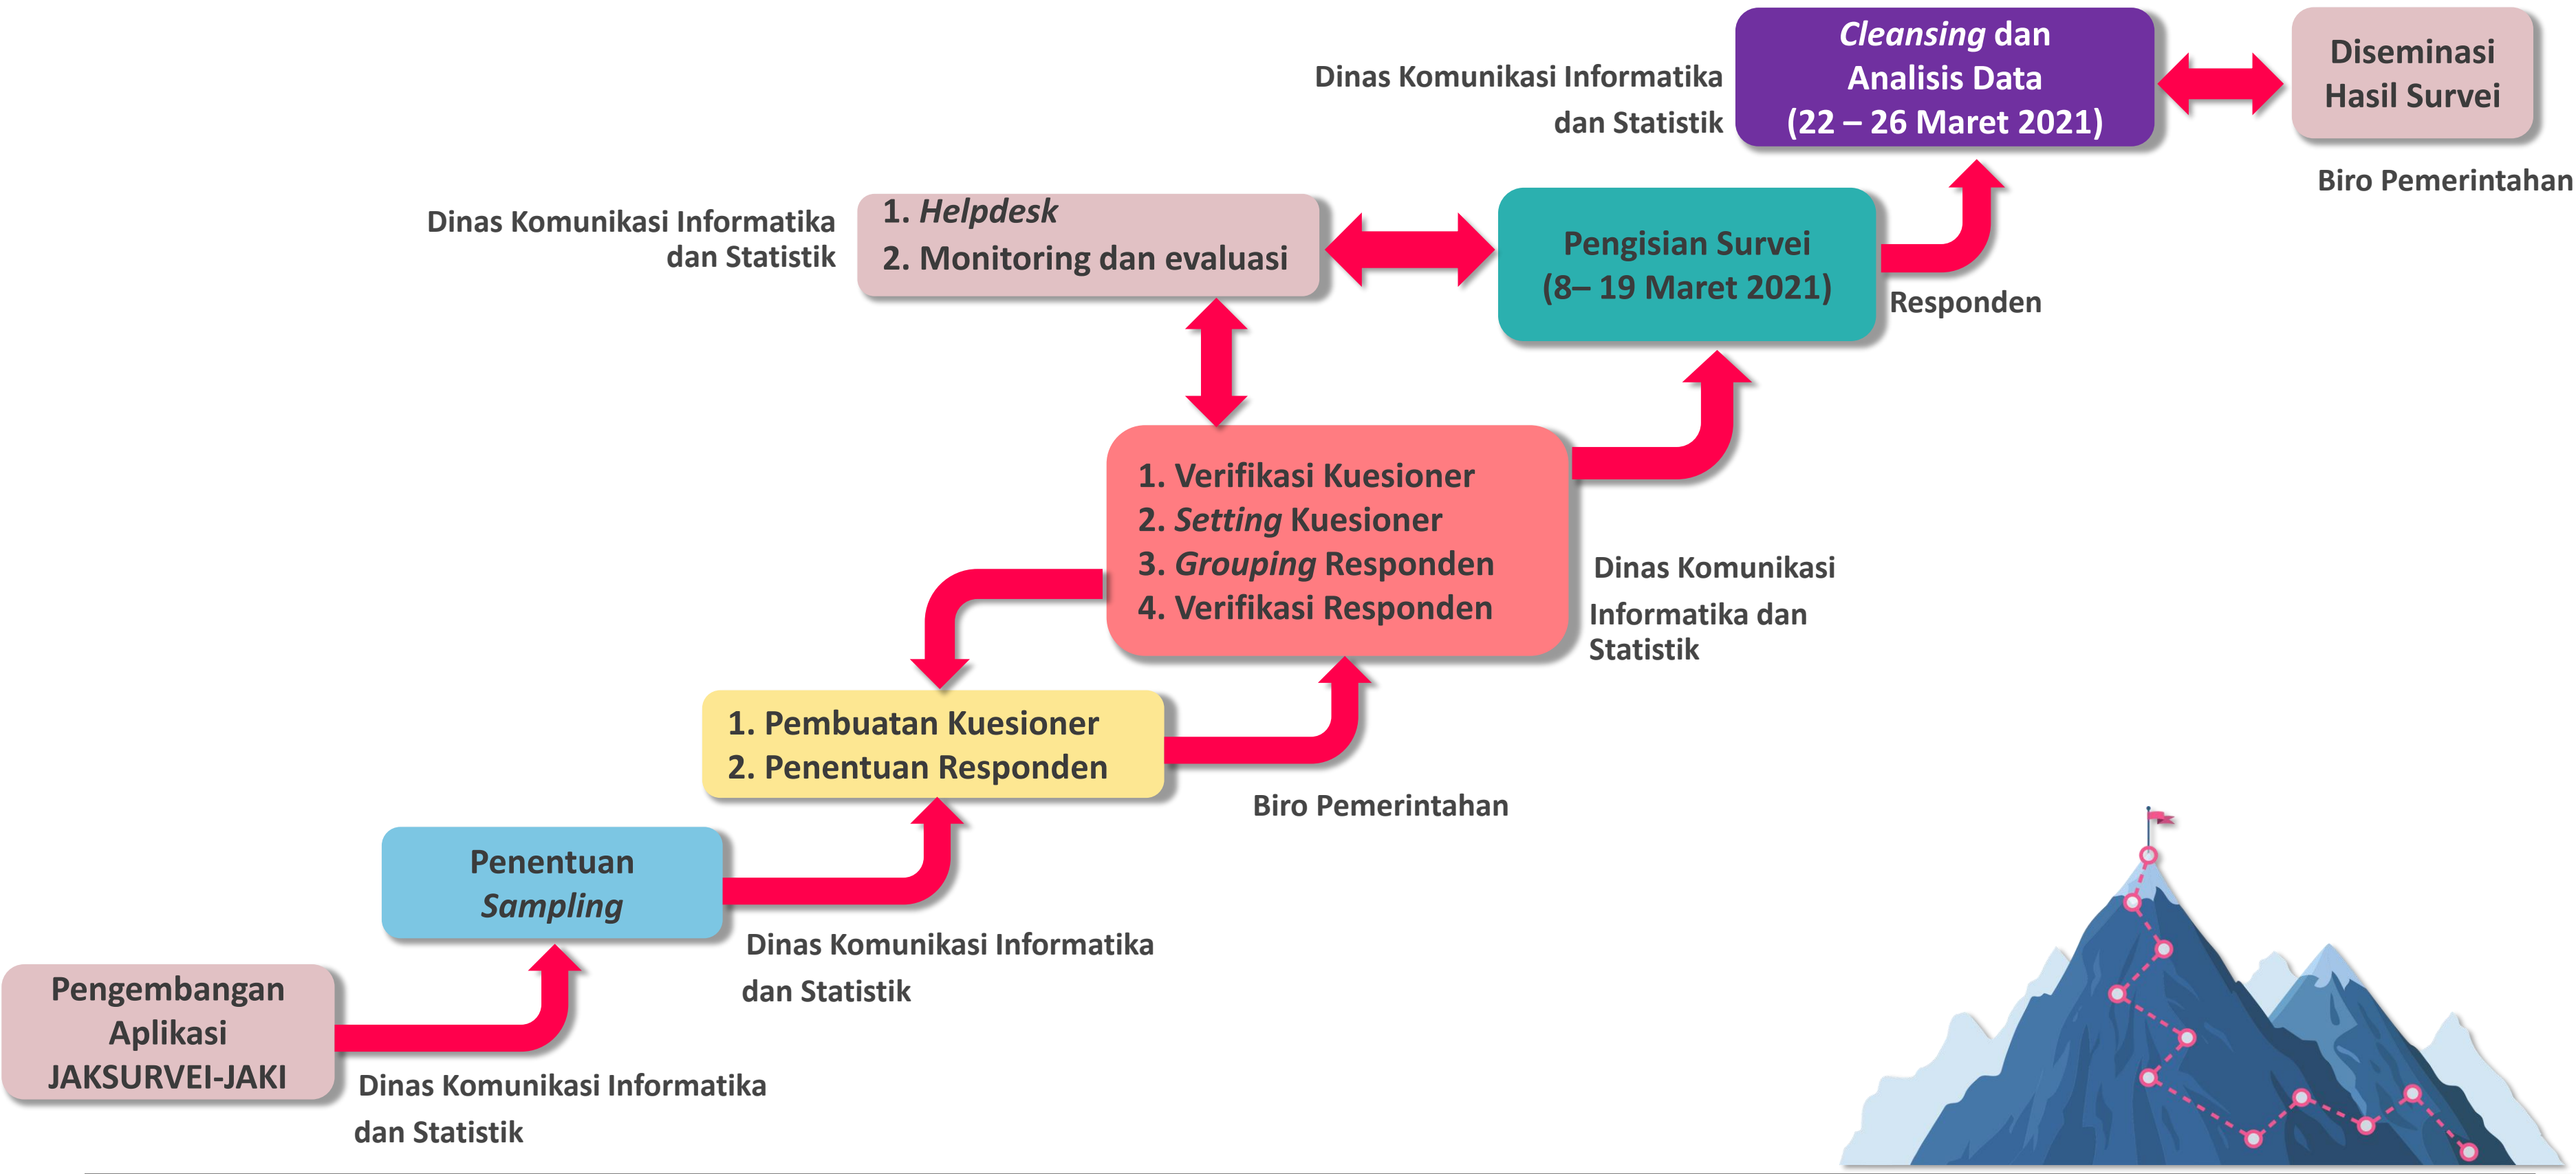 Cleansing dan
Analisis Data
(22 – 26 Maret 2021)
Diseminasi
Hasil Survei
Dinas Komunikasi Informatika
dan Statistik
Biro Pemerintahan
Dinas Komunikasi Informatika
dan Statistik
1. Helpdesk
2. Monitoring dan evaluasi
Pengisian Survei
(8– 19 Maret 2021)
Responden
1. Verifikasi Kuesioner
2. Setting Kuesioner
3. Grouping Responden
4. Verifikasi Responden
Dinas Komunikasi
Informatika dan
Statistik
1. Pembuatan Kuesioner
2. Penentuan Responden
Biro Pemerintahan
Penentuan
Sampling
Dinas Komunikasi Informatika
dan Statistik
Pengembangan
Aplikasi
JAKSURVEI-JAKI
Dinas Komunikasi Informatika
dan Statistik